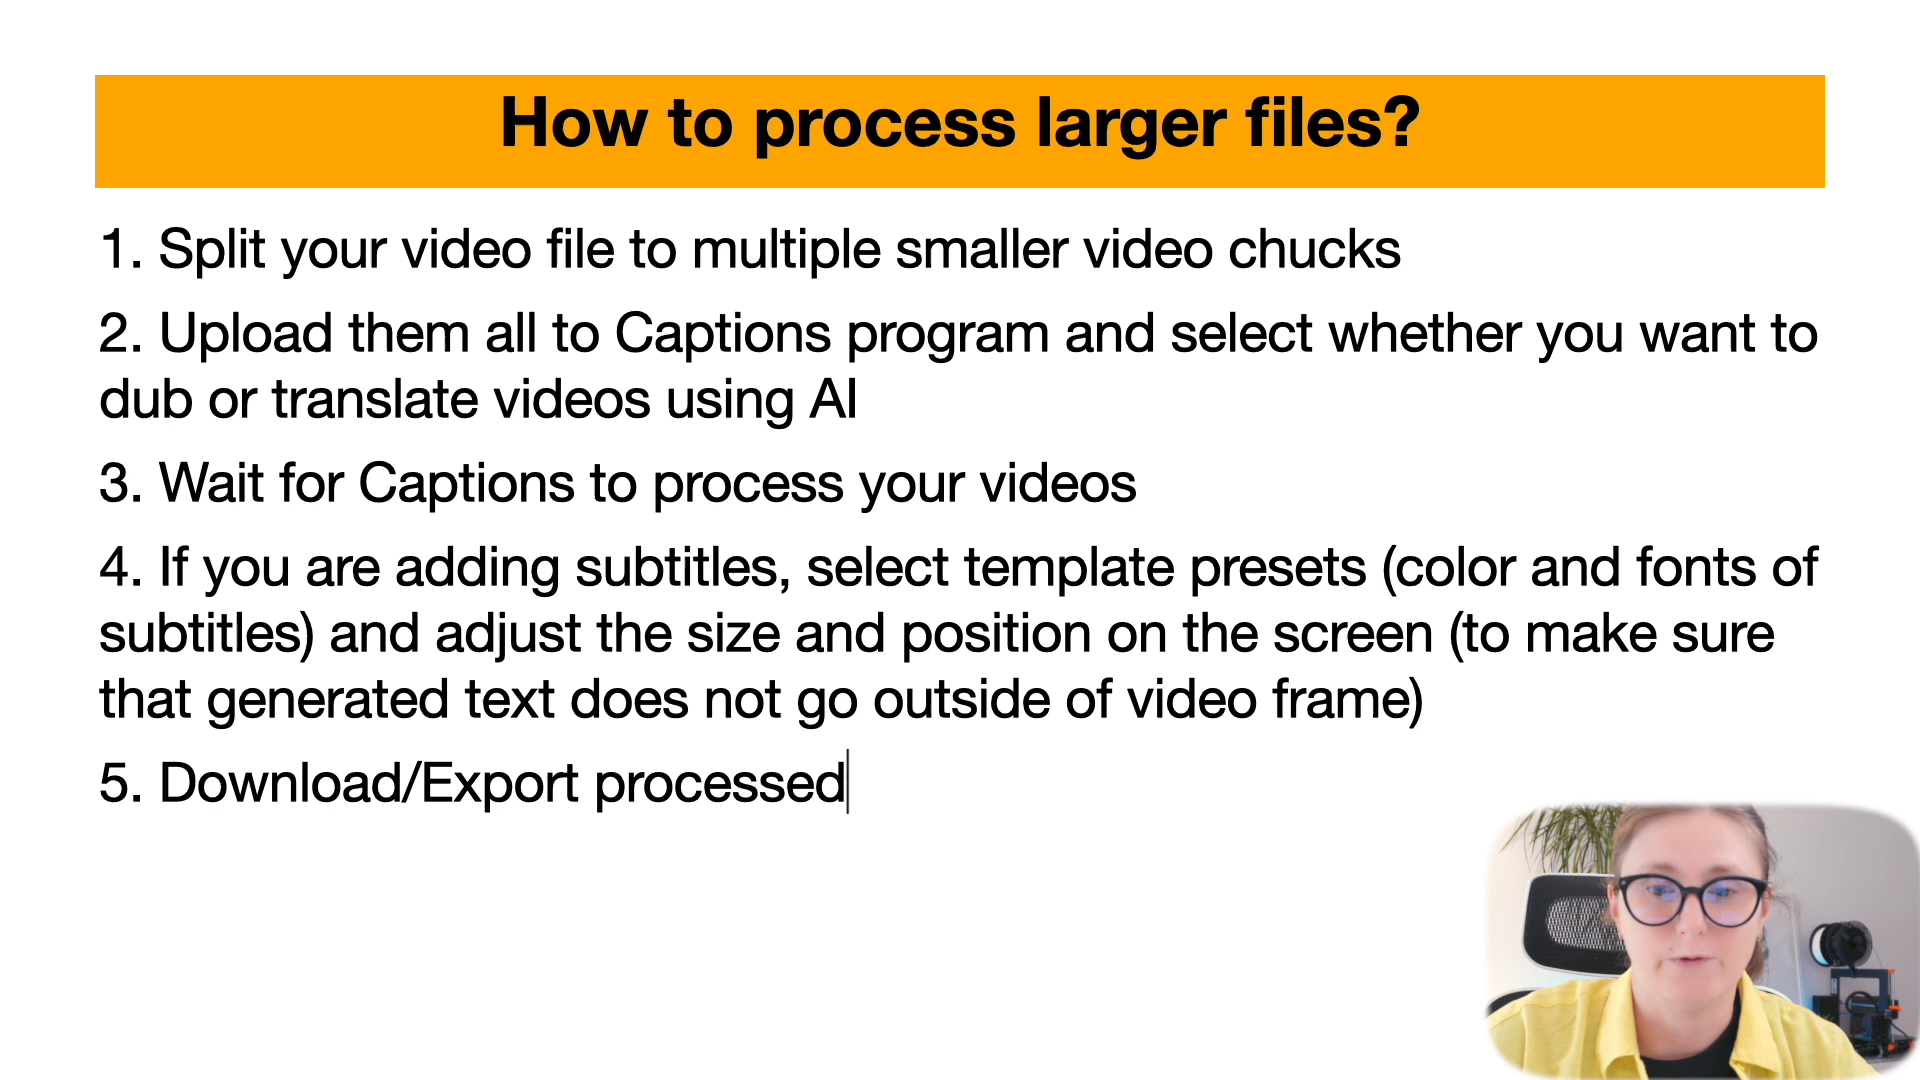 How to process larger files?
1. Split your video file to multiple smaller video chucks
2. Upload them all to Captions program and select whether you want to
dub or translate videos using AI
3. Wait for Captions to process your videos
4. If you are adding subtitles, select template presets (color and fonts of
subtitles) and adjust the size and position on the screen (to make sure
that generated text does not go outside of video frame)
5. Download/Export processed